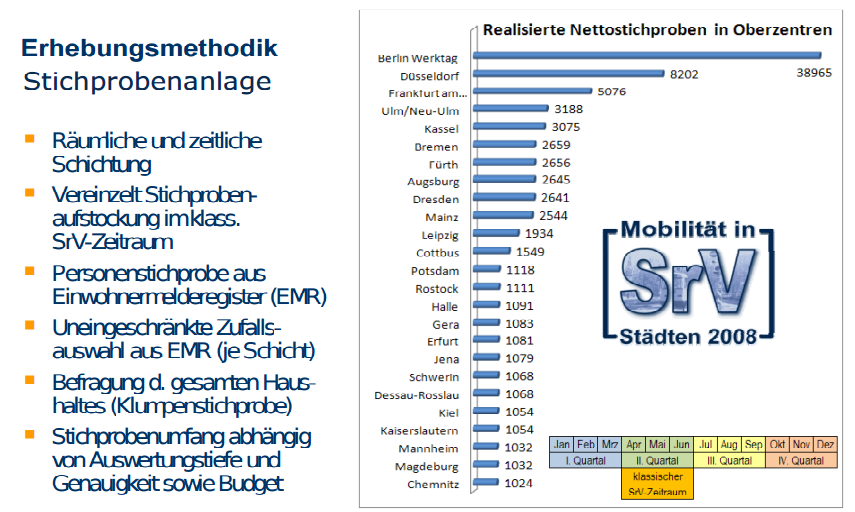 Erhebungsmethodik
Stichprobenanlage
Räumliche und zeitliche
Schichtung
Vereinzelt Stichproben-
aufstockung im klass.
SrV-Zeitraum
Personenstichprobe aus
Einwohnermelderegister (EMR)
Uneingeschränkte Zufalls-
auswahl aus EMR (je Schicht)
Befragung d. gesamten Haus-
haltes (Klumpenstichprobe)
Stichprobenumfang abhängig
von Auswertungstiefe und
Genauigkeit sowie Budget
Realisierte Nettostichproben in Oberzentren
Berlin Werktag 38965
Düsseldorf 8202
Frankfurt am... 5076
Ulm/Neu-Ulm 3188
Kassel 3075
Bremen 2659
Fürth 2656
Augsburg 2645
Dresden 2641
Mainz 2544
Leipzig 1934
Cottbus 1549
Potsdam 1118
Rostock 1111
Halle 1091
Gera 1083
Erfurt 1081
Jena 1079
Schwerin 1068
Dessau-Rosslau 1068
Kiel 1054
Kaiserslautern 1054
Mannheim 1032
Magdeburg 1032
Chemnitz 1024
Mobilität in
SrV
Städten 2008
Jan Feb Mrz Apr Mai Jun Jul Aug Sep Okt Nov Dez
I. Quartal II. Quartal III. Quartal IV. Quartal
klassischer
SrV-Zeitraum